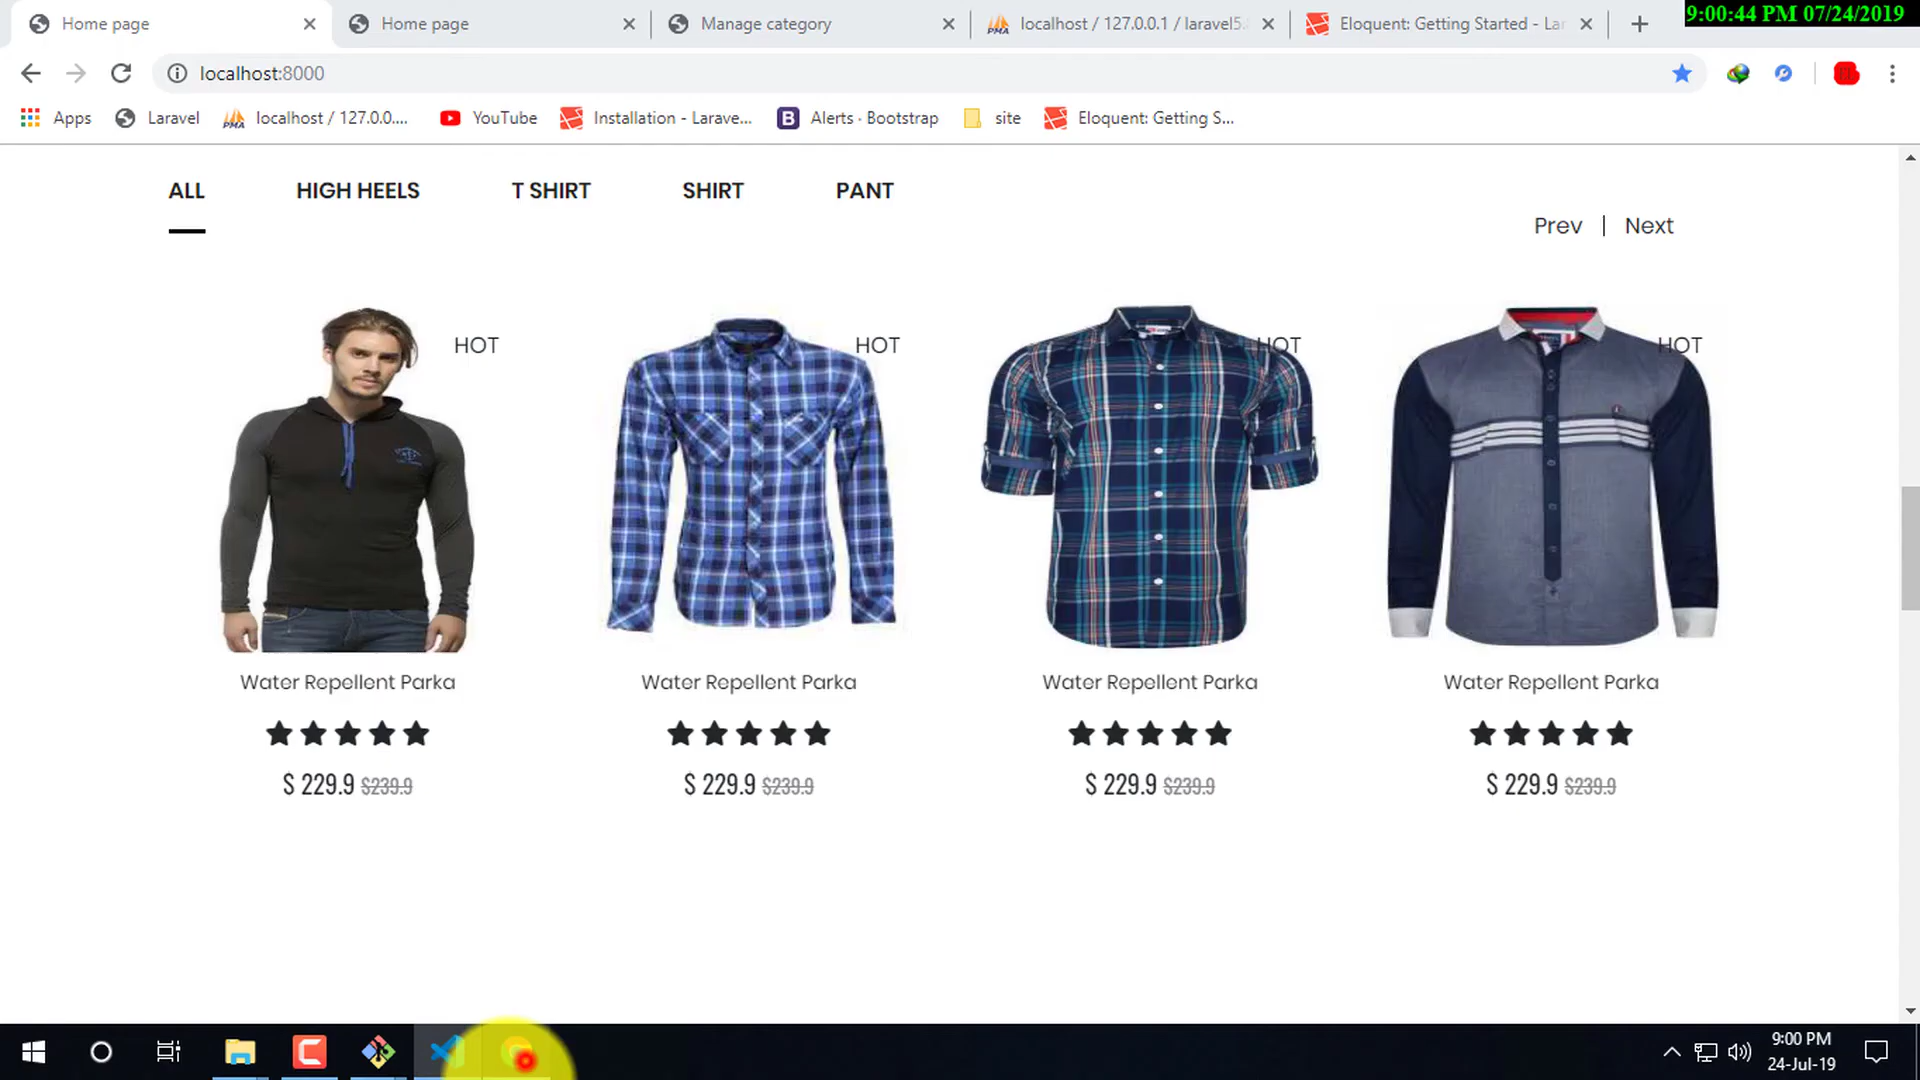 Home page
Home page
Manage category
localhost / 127.0.0.1 / laravel5.
Eloquent: Getting Started - Lar
9:00:44 PM 07/24/2019
localhost:8000
Apps
Laravel
localhost / 127.0.0....
YouTube
Installation - Larave...
Alerts · Bootstrap
site
Eloquent: Getting S...
ALL
HIGH HEELS
T SHIRT
SHIRT
PANT
Prev | Next
HOT
HOT
HOT
HOT
Water Repellent Parka
Water Repellent Parka
Water Repellent Parka
Water Repellent Parka
$ 229.9 $239.9
$ 229.9 $239.9
$ 229.9 $239.9
$ 229.9 $239.9
9:00 PM
24-Jul-19